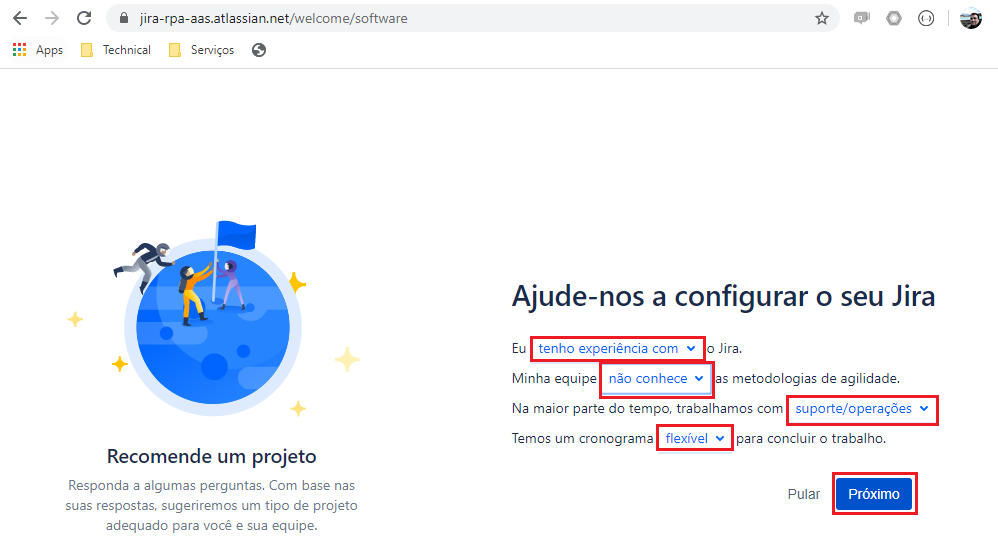 jira-rpa-aas.atlassian.net/welcome/software
Apps Technical Serviços
Ajude-nos a configurar o seu Jira
Eu tenho experiência com o Jira.
Minha equipe não conhece as metodologias de agilidade.
Na maior parte do tempo, trabalhamos com suporte/operações
Temos um cronograma flexível para concluir o trabalho.
Pular Próximo
Recomende um projeto
Responda a algumas perguntas. Com base nas
suas respostas, sugeriremos um tipo de projeto
adequado para você e sua equipe.